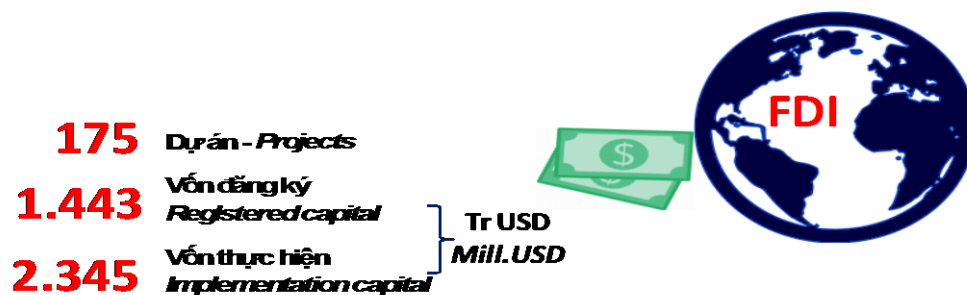 FDI
175 Dự án - Projects
1.443 Vốn đăng ký
Registered capital
Tr USD
Mill.USD
2.345 Vốn thực hiện
Implementation capital
$
$